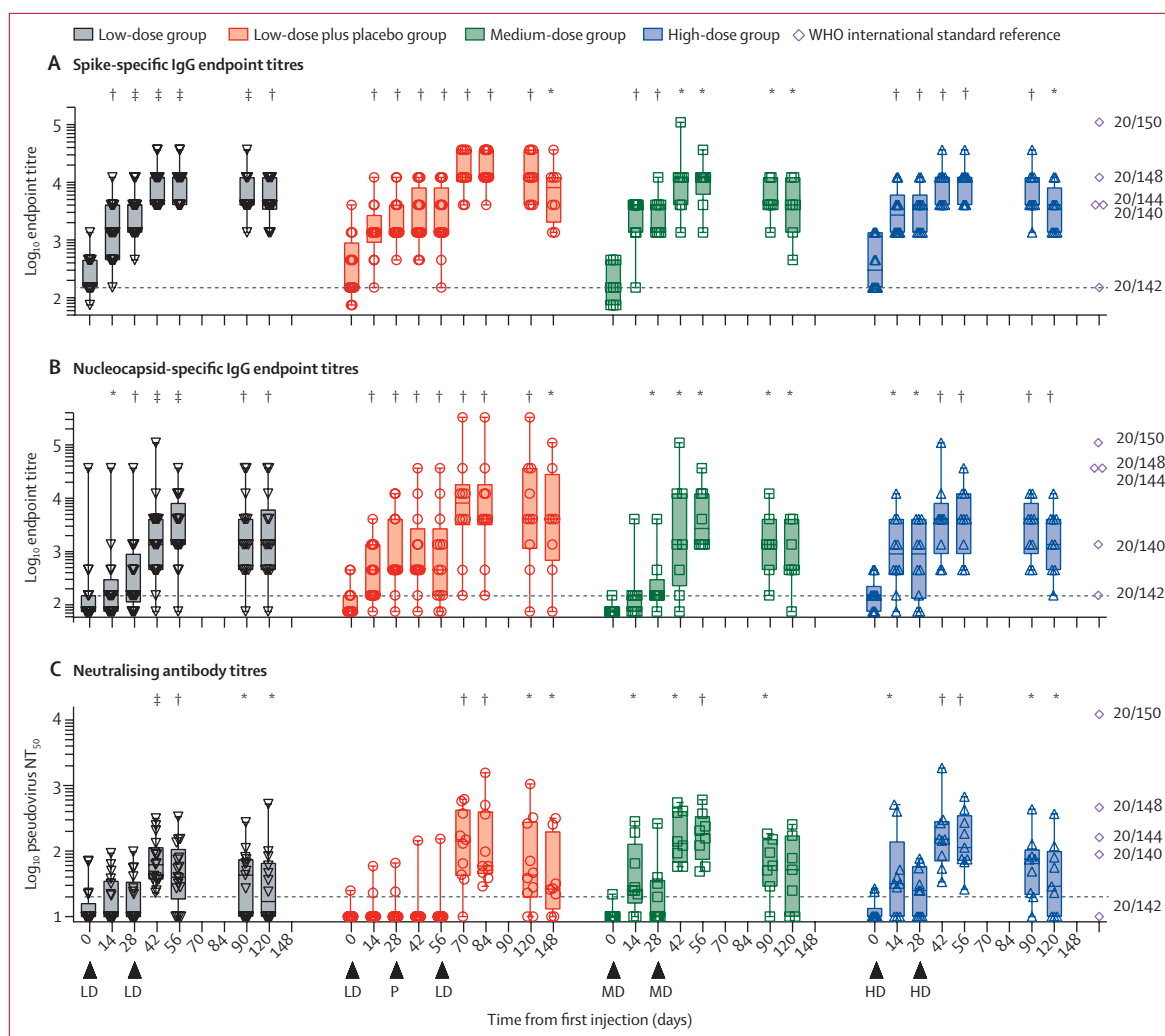 Low-dose group Low-dose plus placebo group Medium-dose group High-dose group WHO international standard reference
A Spike-specific IgG endpoint titres
† ‡ ‡ ‡ ‡ † † † † † † † † * † † * * * * † † † † † *
Log₁₀ endpoint titre
5
4
3
2
20/150
20/148
20/144
20/140
20/142
B Nucleocapsid-specific IgG endpoint titres
* † ‡ ‡ † † † † † † † † † * * * * * * * * † † † †
Log₁₀ endpoint titre
5
4
3
2
20/150
20/148
20/144
20/140
20/142
C Neutralising antibody titres
‡ † * * † † * * * * † * * † † * *
Log₁₀ pseudovirus NT₅₀
4
3
2
1
20/150
20/148
20/144
20/140
20/142
0 14 28 42 56 70 84 90 120 148 0 14 28 42 56 70 84 90 120 148 0 14 28 42 56 70 84 90 120 148 0 14 28 42 56 70 84 90 120 148
LD LD LD P LD MD MD HD HD
Time from first injection (days)